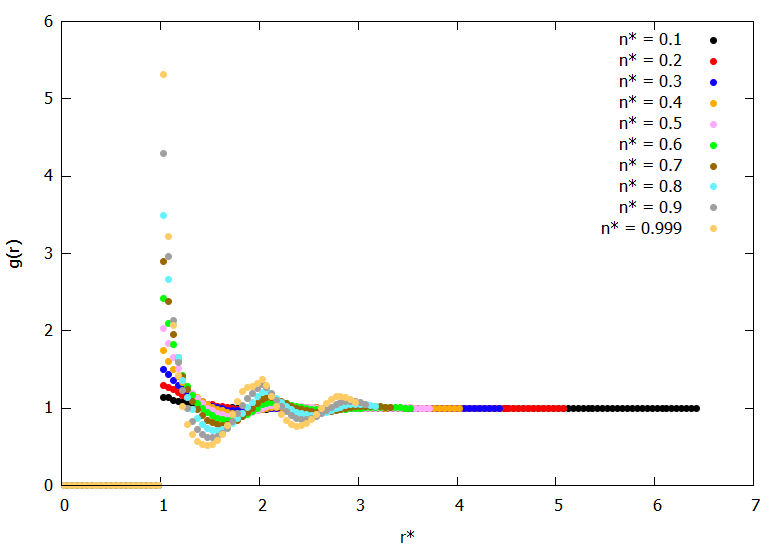 6
5
4
3
2
1
0
g(r)
n* = 0.1
n* = 0.2
n* = 0.3
n* = 0.4
n* = 0.5
n* = 0.6
n* = 0.7
n* = 0.8
n* = 0.9
n* = 0.999
0 1 2 3 4 5 6 7
r*